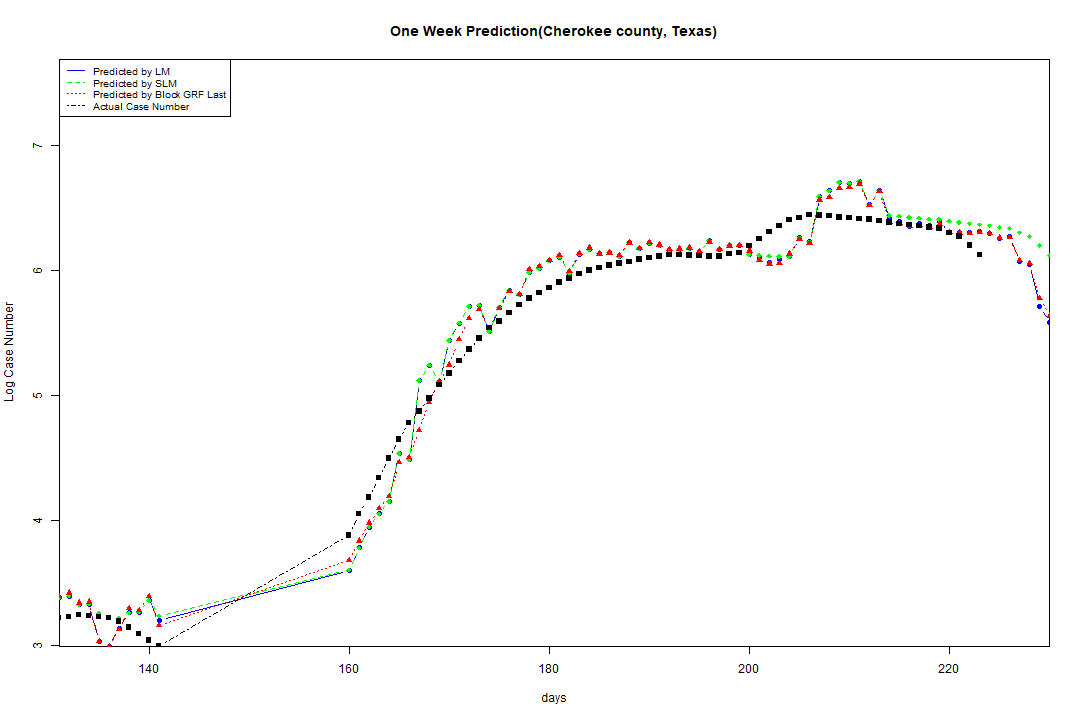 One Week Prediction(Cherokee county, Texas)
Predicted by LM
Predicted by SLM
Predicted by Block GRF Last
Actual Case Number
7
6
5
4
3
Log Case Number
140 160 180 200 220
days